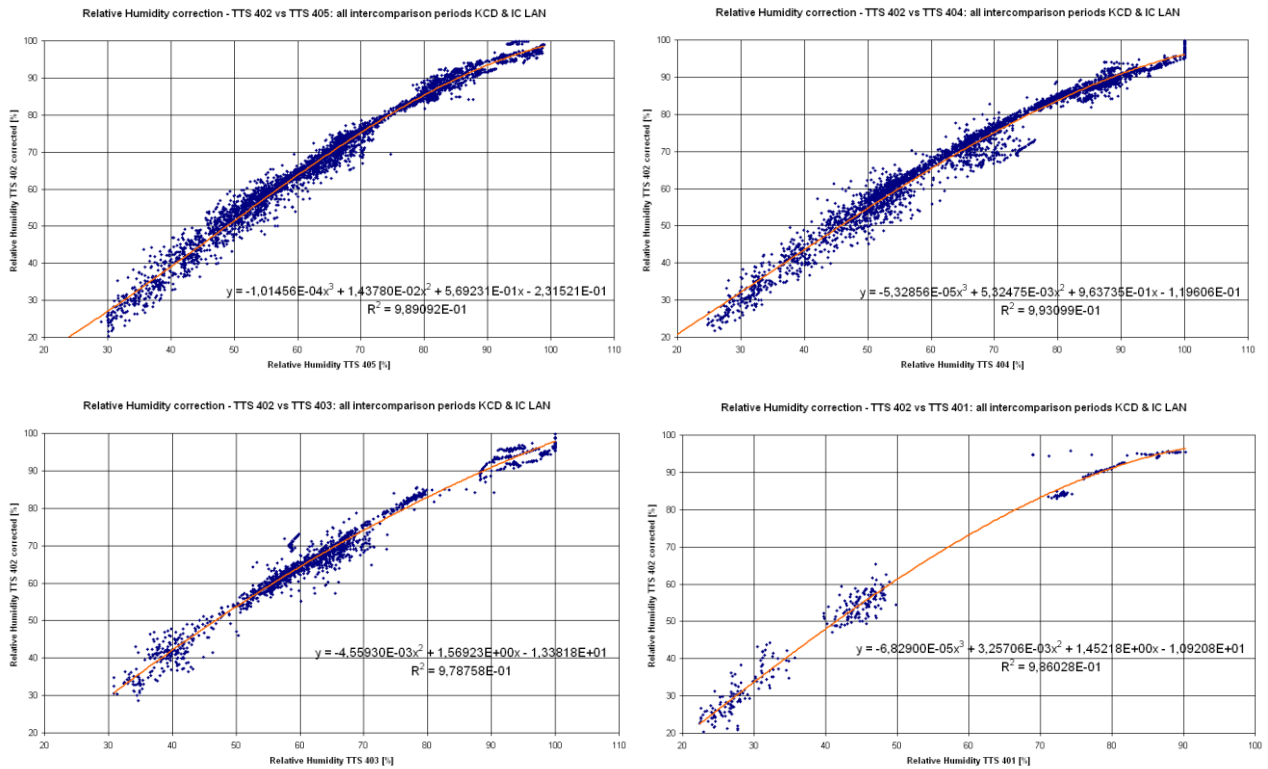 Relative Humidity correction - TTS 402 vs TTS 405: all intercomparison periods KCD & IC LAN
Relative Humidity TTS 402 corrected [%]
100
90
80
70
60
50
40
30
20
y = -1,01456E-04x³ + 1,43780E-02x² + 5,69231E-01x - 2,31521E-01
R² = 9,89092E-01
20 30 40 50 60 70 80 90 100 110
Relative Humidity TTS 405 [%]
Relative Humidity correction - TTS 402 vs TTS 404: all intercomparison periods KCD & IC LAN
Relative Humidity TTS 402 corrected [%]
100
90
80
70
60
50
40
30
20
y = -5,32856E-05x³ + 5,32475E-03x² + 9,63735E-01x - 1,19606E-01
R² = 9,93099E-01
20 30 40 50 60 70 80 90 100 110
Relative Humidity TTS 404 [%]
Relative Humidity correction - TTS 402 vs TTS 403: all intercomparison periods KCD & IC LAN
Relative Humidity TTS 402 corrected [%]
100
90
80
70
60
50
40
30
20
y = -4,55930E-03x² + 1,56923E+00x - 1,33818E+01
R² = 9,78758E-01
20 30 40 50 60 70 80 90 100 110
Relative Humidity TTS 403 [%]
Relative Humidity correction - TTS 402 vs TTS 401: all intercomparison periods KCD & IC LAN
Relative Humidity TTS 402 corrected [%]
100
90
80
70
60
50
40
30
20
y = -6,82900E-05x³ + 3,25706E-03x² + 1,45218E+00x - 1,09208E+01
R² = 9,86028E-01
20 30 40 50 60 70 80 90 100
Relative Humidity TTS 401 [%]